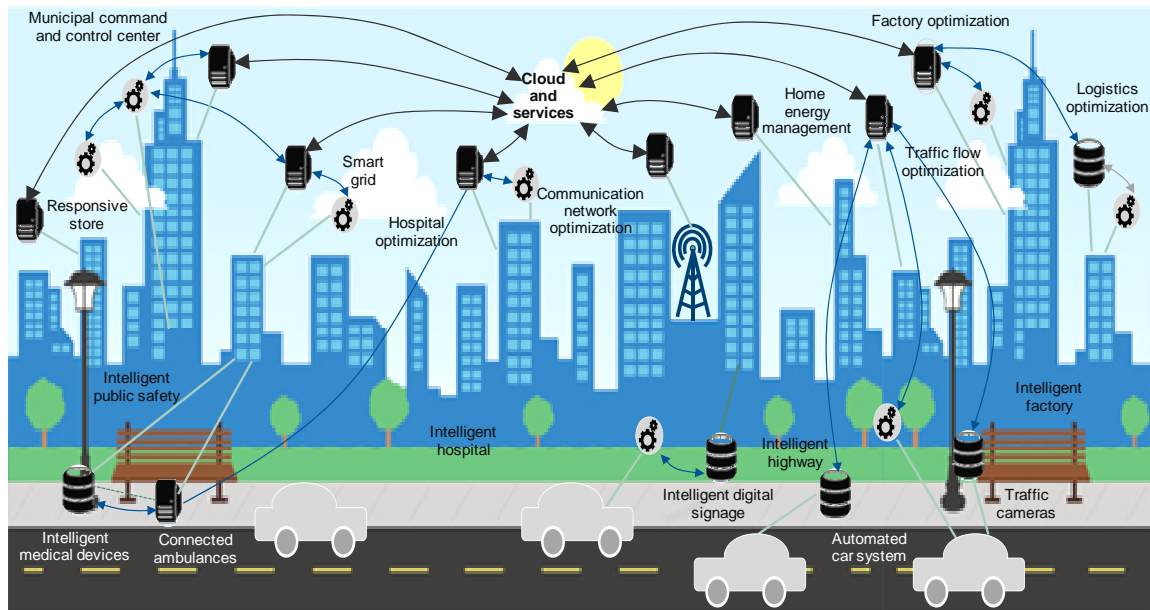 Municipal command
and control center
Factory optimization
Cloud and
services
Home
energy management
Logistics
optimization
Smart
grid
Traffic flow
optimization
Responsive
store
Hospital
optimization
Communication
network
optimization
Intelligent
public safety
Intelligent
factory
Intelligent
hospital
Intelligent
highway
Intelligent digital
signage
Traffic
cameras
Intelligent
medical devices
Connected
ambulances
Automated
car system